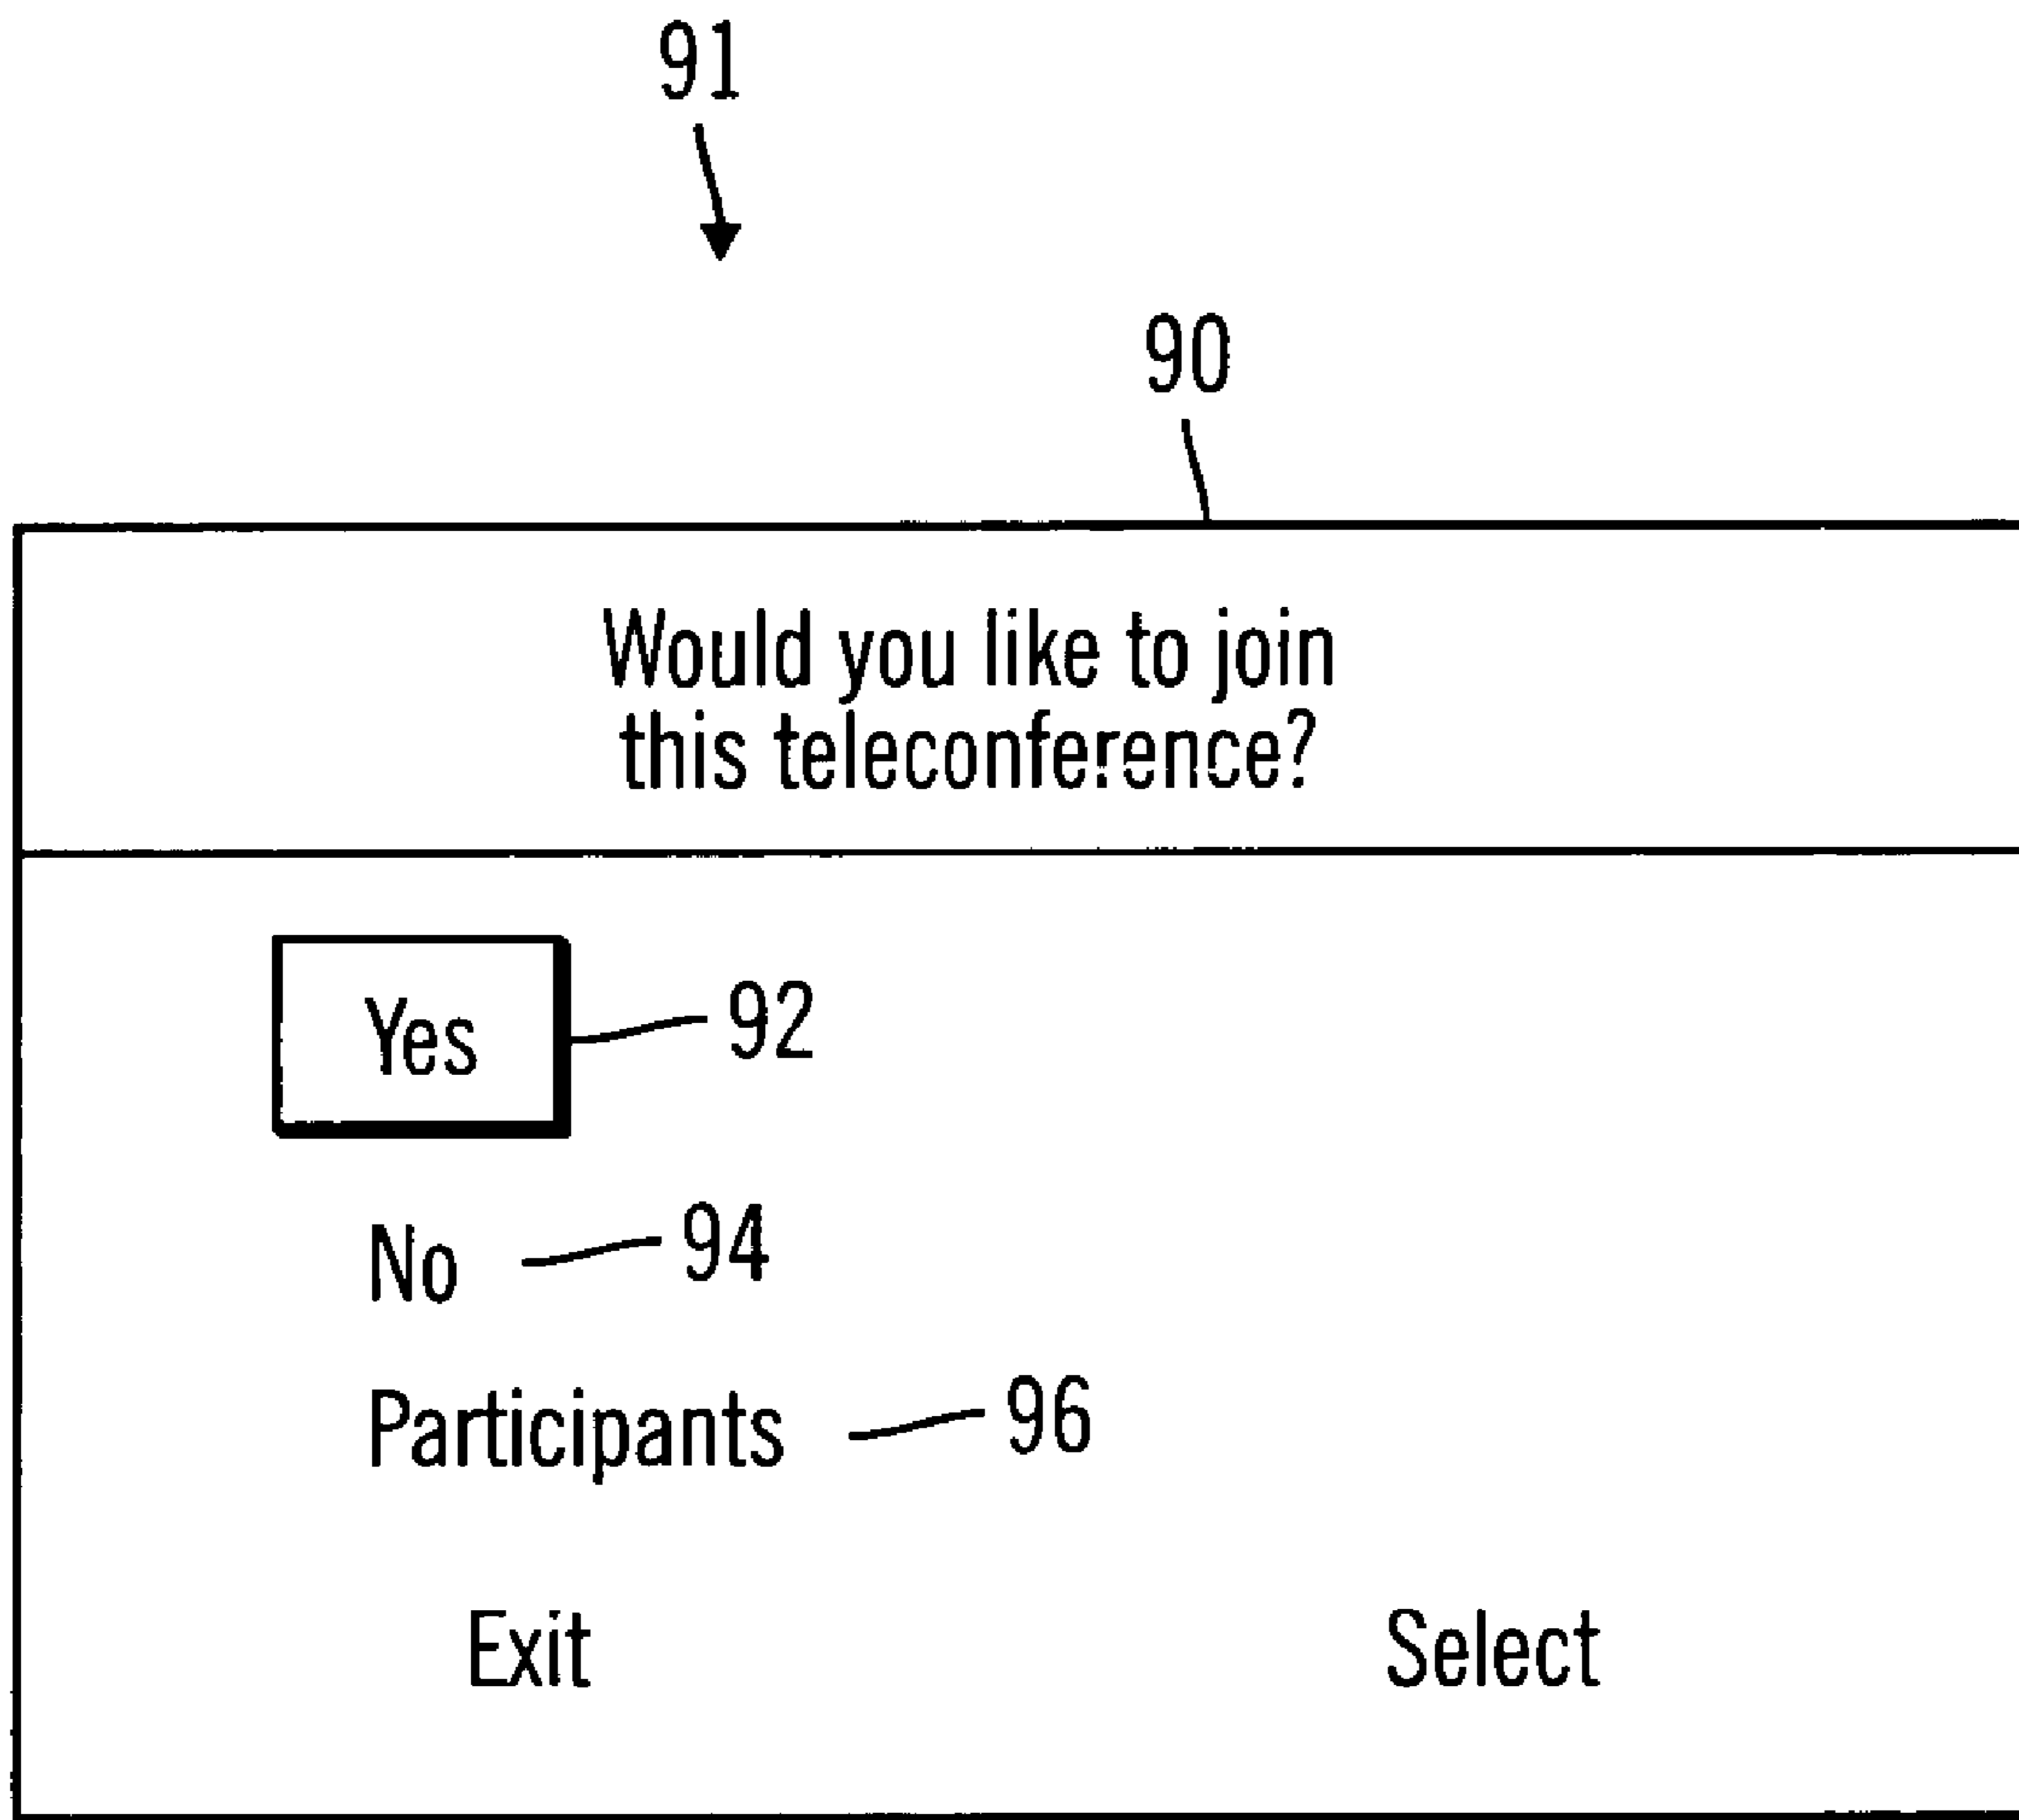 91
90
Would you like to join
this teleconference?
Yes 92
No 94
Participants 96
Exit Select